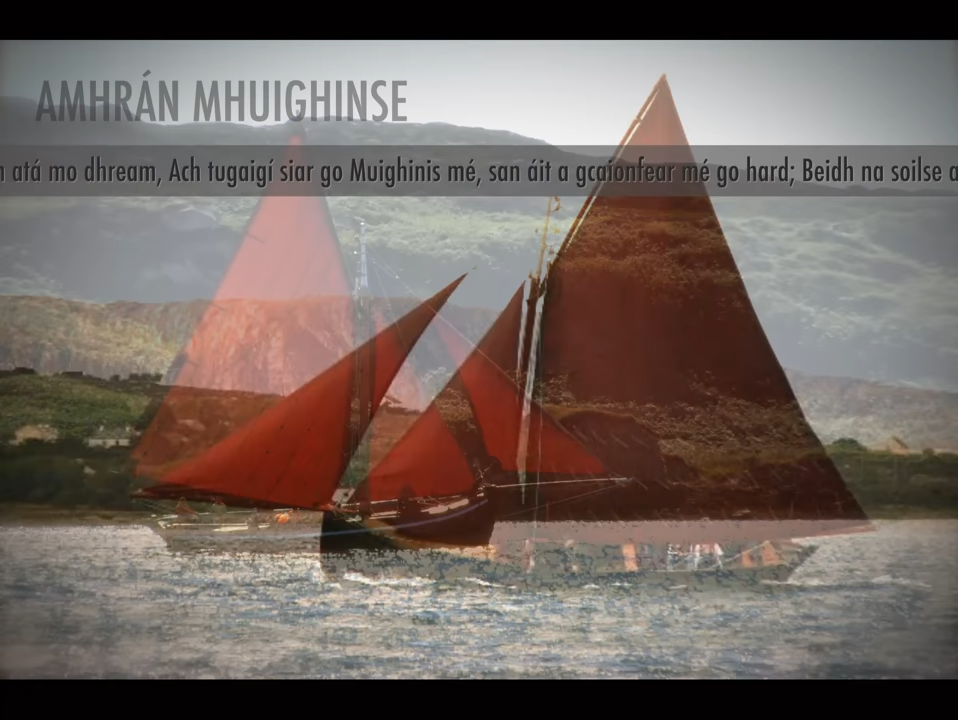 AMHRÁN MHUIGHINSE
atá mo dhream, Ach tugaigí siar go Muighinis mé, san áit a gcaíonfear mé go hard; Beidh na soilse